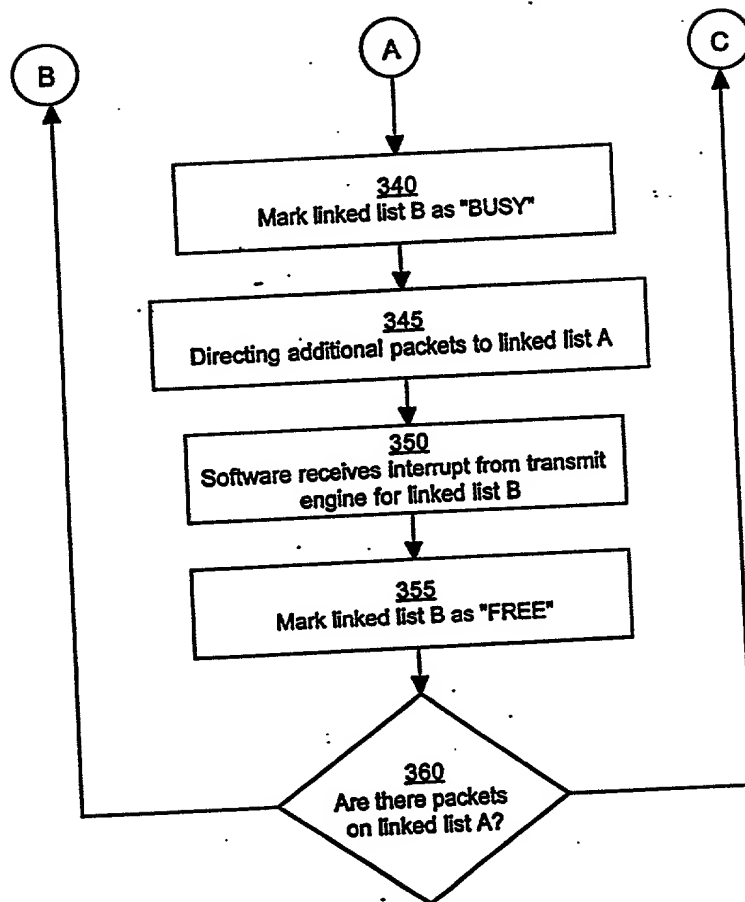 B
A
C
340
Mark linked list B as "BUSY"
345
Directing additional packets to linked list A
350
Software receives interrupt from transmit
engine for linked list B
355
Mark linked list B as "FREE"
360
Are there packets
on linked list A?